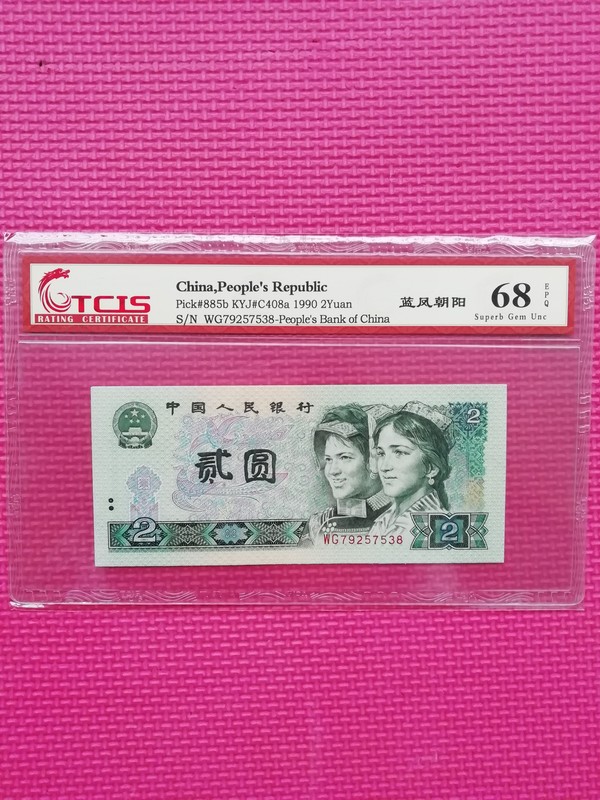 TCIS
RATING CERTIFICATE
China,People's Republic
Pick#885b KYJ#C408a 1990 2Yuan
S/N WG79257538-People's Bank of China
蓝凤朝阳
68
EPQ
Superb Gem Unc
中国人民银行
2
贰圆
WG79257538
2
2